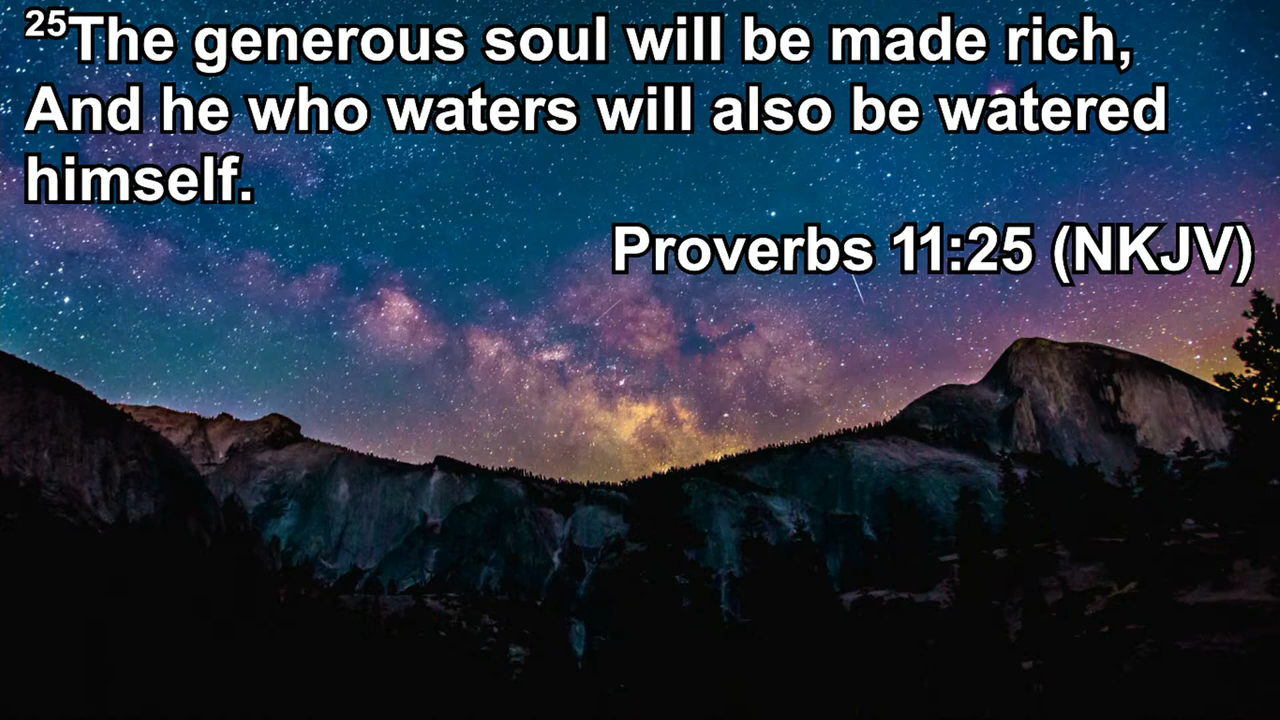 25The generous soul will be made rich,
And he who waters will also be watered
himself.
Proverbs 11:25 (NKJV)